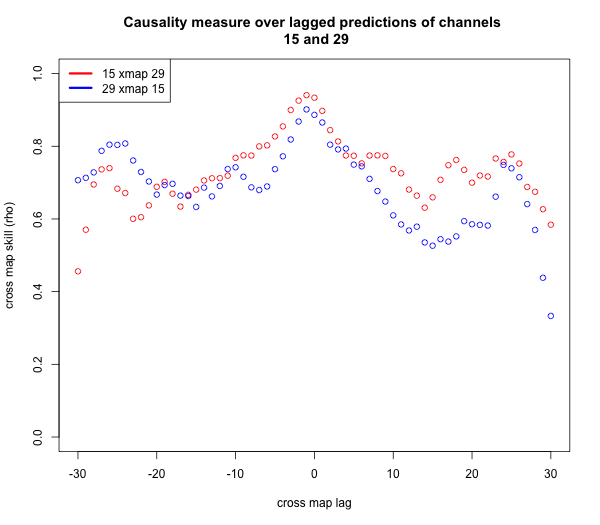 Causality measure over lagged predictions of channels
15 and 29
15 xmap 29
29 xmap 15
1.0
0.8
0.6
0.4
0.2
0.0
cross map skill (rho)
-30 -20 -10 0 10 20 30
cross map lag